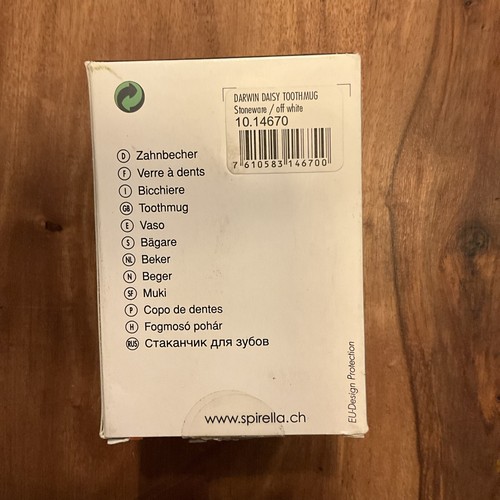 DARWIN DAISY TOOTHMUG
Stoneware / off white
10.14670
7 610583 146700
D Zahnbecher
F Verre à dents
I Bicchiere
GB Toothmug
E Vaso
S Bägare
NL Beker
N Beger
SF Muki
P Copo de dentes
H Fogmosó pohár
RUS Стаканчик для зубов
www.spirella.ch
EU-Design Protection